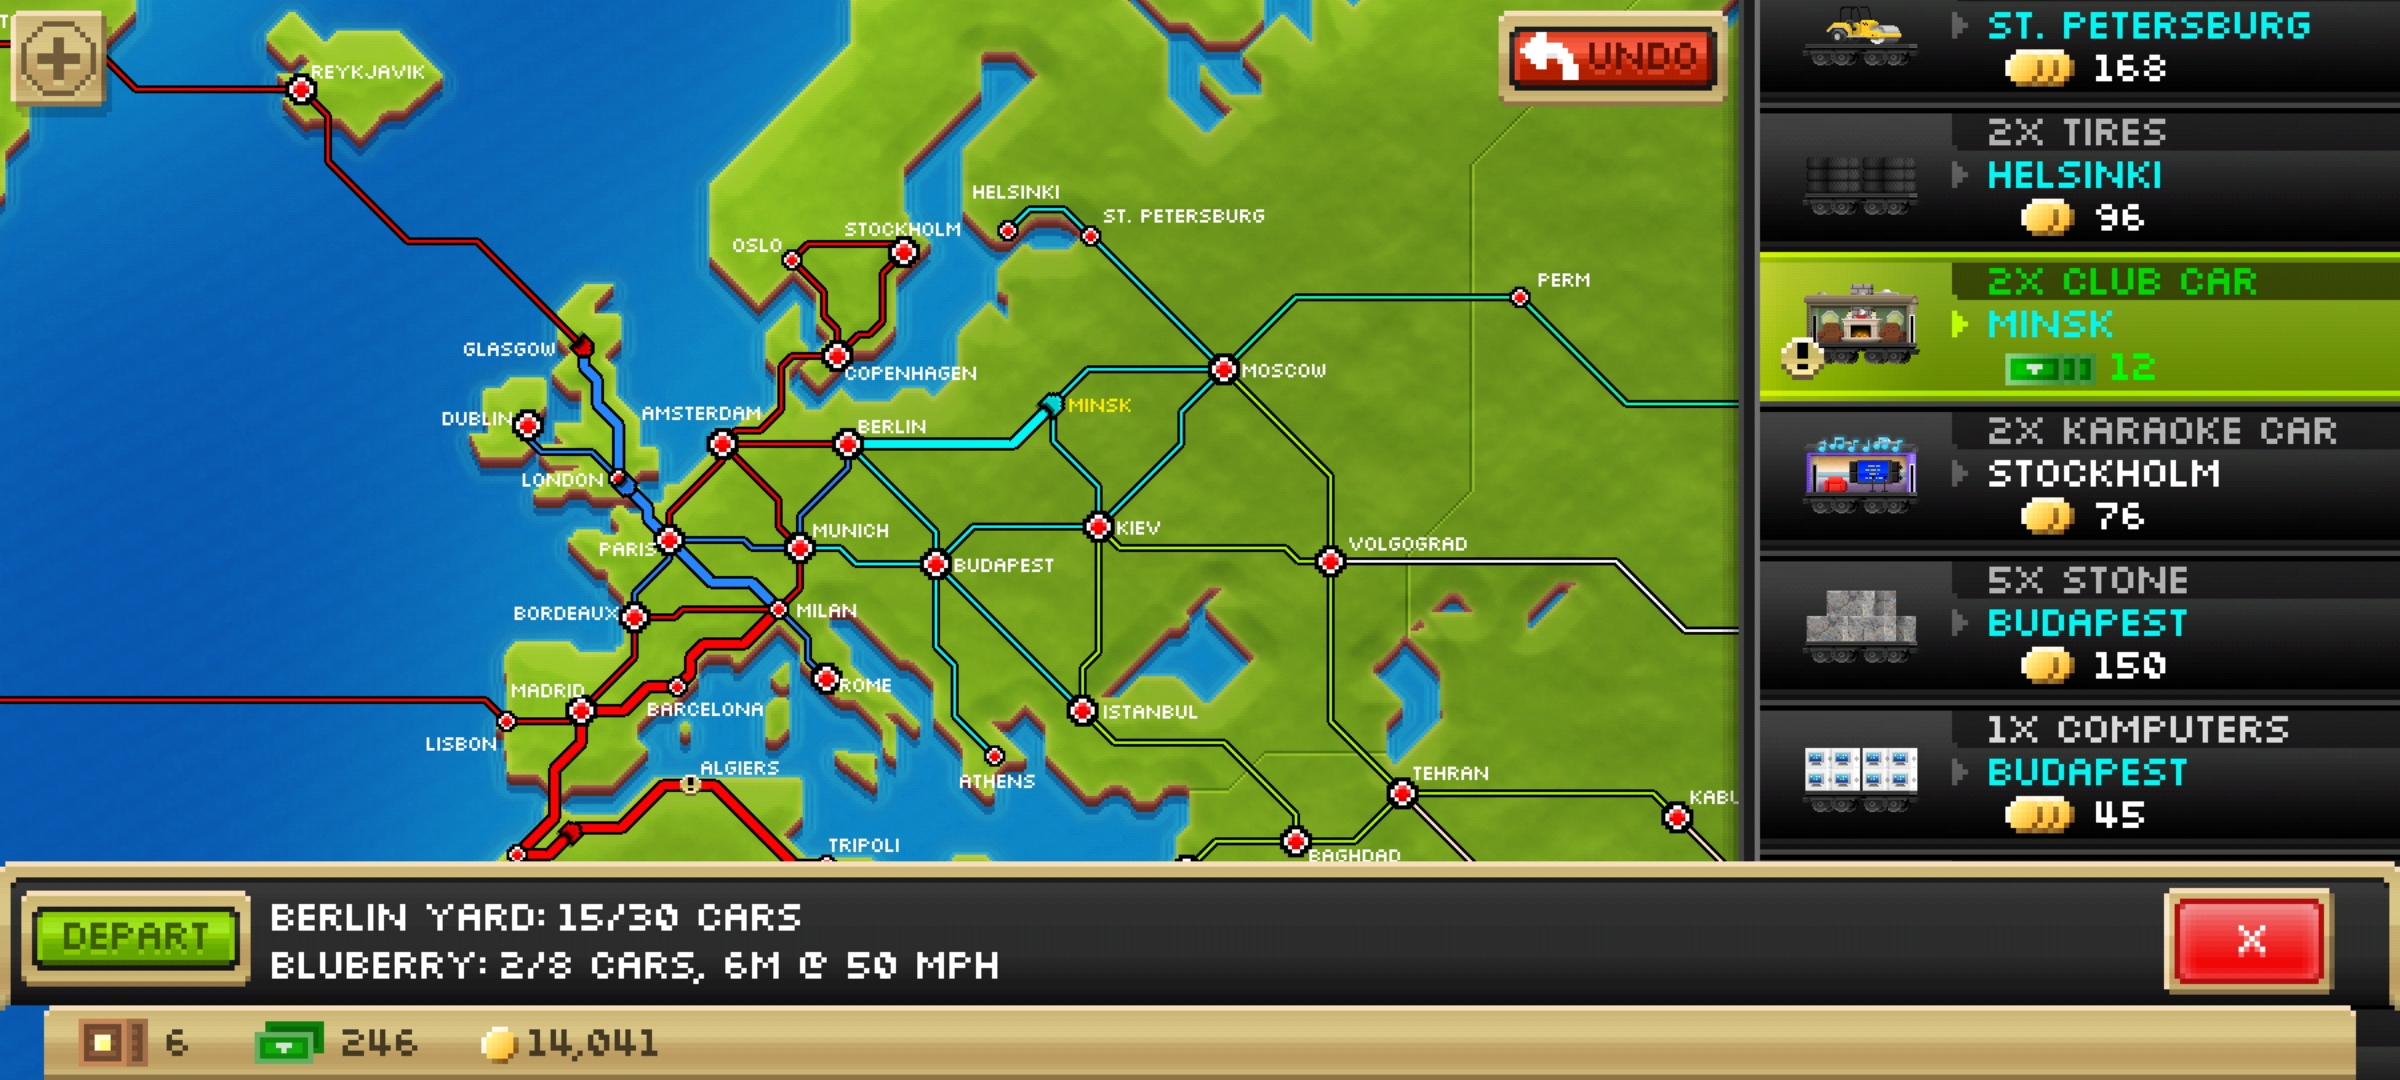 REYKJAVIK
UNDO
HELSINKI
ST. PETERSBURG
STOCKHOLM
OSLO
PERM
GLASGOW
COPENHAGEN
MOSCOW
DUBLIN
AMSTERDAM
MINSK
BERLIN
LONDON
MUNICH
KIEV
PARIS
BUDAPEST
VOLGOGRAD
BORDEAUX
MILAN
MADRID
ROME
BARCELONA
ISTANBUL
LISBON
ALGIERS
ATHENS
TEHRAN
KABU
TRIPOLI
BAGHDAD
ST. PETERSBURG
168
2X TIRES
HELSINKI
96
2X CLUB CAR
MINSK
12
2X KARAOKE CAR
STOCKHOLM
76
5X STONE
BUDAPEST
150
1X COMPUTERS
BUDAPEST
45
DEPART
BERLIN YARD: 15/30 CARS
BLUBERRY: 2/8 CARS, 6M @ 50 MPH
X
6 246 14,041